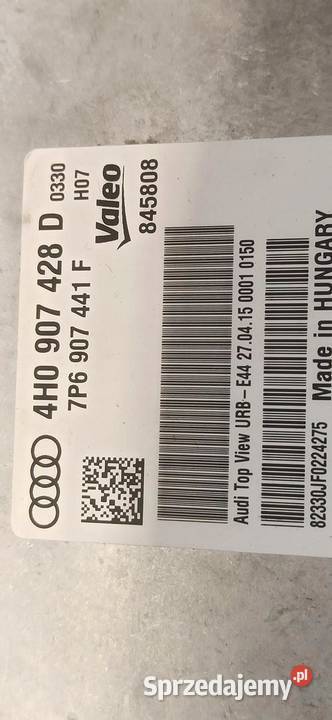 4H0 907 428 D 0330
7P6 907 441 F H07
Valeo
845808
Audi Top View URB-E44 27.04.15 0001 0150
82330JF0224275 Made in HUNGARY
Sprzedajemy.pl